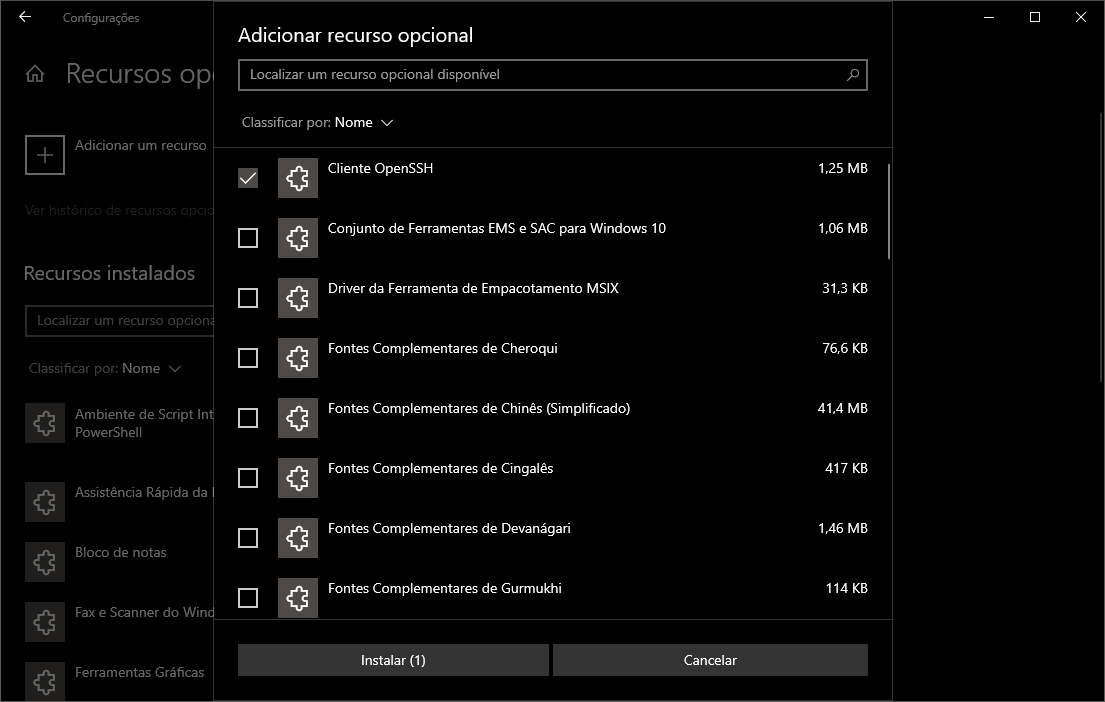 Configurações
Recursos op
Adicionar um recurso
Ver histórico de recursos opcio
Recursos instalados
Localizar um recurso opciona
Classificar por: Nome
Ambiente de Script Int
PowerShell
Assistência Rápida da
Bloco de notas
Fax e Scanner do Wind
Ferramentas Gráficas
Adicionar recurso opcional
Localizar um recurso opcional disponível
Classificar por: Nome
Cliente OpenSSH 1,25 MB
Conjunto de Ferramentas EMS e SAC para Windows 10 1,06 MB
Driver da Ferramenta de Empacotamento MSIX 31,3 KB
Fontes Complementares de Cheroqui 76,6 KB
Fontes Complementares de Chinês (Simplificado) 41,4 MB
Fontes Complementares de Cingalês 417 KB
Fontes Complementares de Devanágari 1,46 MB
Fontes Complementares de Gurmukhi 114 KB
Instalar (1)
Cancelar